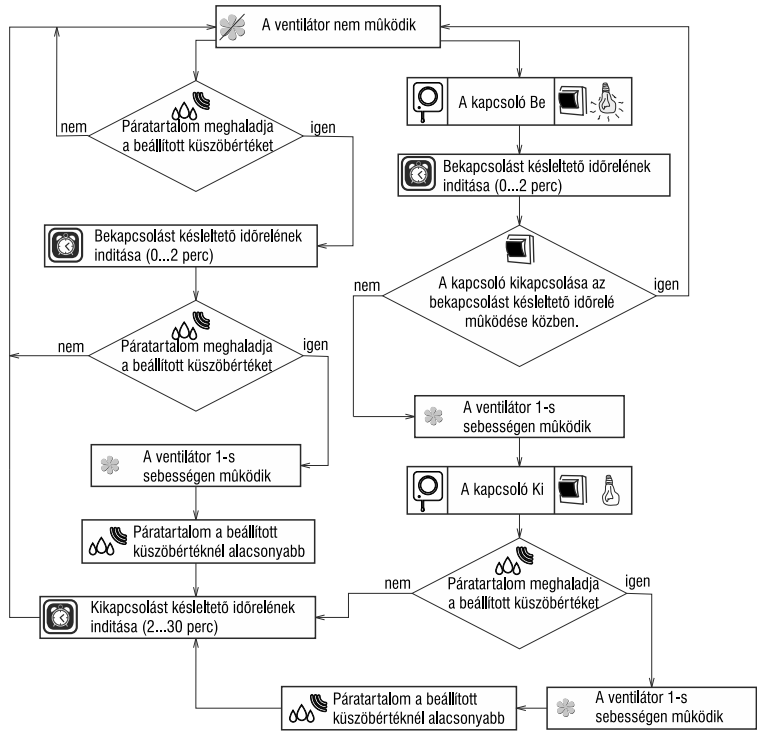 A ventilátor nem mûködik
Páratartalom meghaladja
a beállított küszöbértéket
nem
igen
Bekapcsolást késleltető időrelének
inditása (0...2 perc)
Páratartalom meghaladja
a beállított küszöbértéket
nem
igen
A ventilátor 1-s
sebességen mûködik
Páratartalom a beállított
küszöbértéknél alacsonyabb
Kikapcsolást késleltető időrelének
inditása (2...30 perc)
A kapcsoló Be
Bekapcsolást késleltető időrelének
inditása (0...2 perc)
A kapcsoló kikapcsolása az
bekapcsolást késleltető időrelé
mûködése közben.
nem
igen
A ventilátor 1-s
sebességen mûködik
A kapcsoló Ki
Páratartalom meghaladja
a beállított küszöbértéket
nem
igen
A ventilátor 1-s
sebességen mûködik
Páratartalom a beállított
küszöbértéknél alacsonyabb